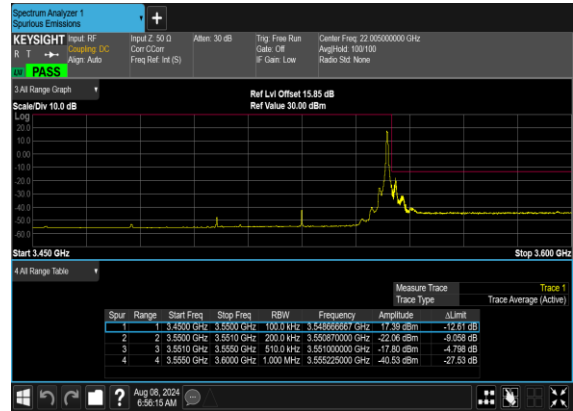 Spectrum Analyzer 1
Spurious Emissions
KEYSIGHT Input: RF Input Z: 50 Ω Atten: 30 dB Trig: Free Run Center Freq: 22.005000000 GHz
R T Coupling: DC Corr CCorr Gate: Off Avg|Hold: 100/100
Align: Auto Freq Ref: Int (S) IF Gain: Low Radio Std: None
PASS
3 All Range Graph
Ref Lvl Offset 15.85 dB
Scale/Div 10.0 dB Ref Value 30.00 dBm
Log
20.0
10.0
0.00
-10.0
-20.0
-30.0
-40.0
-50.0
-60.0
Start 3.450 GHz Stop 3.600 GHz
4 All Range Table
Measure Trace Trace 1
Trace Type Trace Average (Active)
Spur Range Start Freq Stop Freq RBW Frequency Amplitude ΔLimit
1 1 3.4500 GHz 3.5500 GHz 100.0 kHz 3.548666667 GHz 17.39 dBm -12.61 dB
2 2 3.5500 GHz 3.5510 GHz 200.0 kHz 3.550870000 GHz -22.06 dBm -9.058 dB
3 3 3.5510 GHz 3.5550 GHz 510.0 kHz 3.551000000 GHz -17.80 dBm -4.798 dB
4 4 3.5550 GHz 3.6000 GHz 1.000 MHz 3.555225000 GHz -40.53 dBm -27.53 dB
? Aug 08, 2024
6:56:15 AM